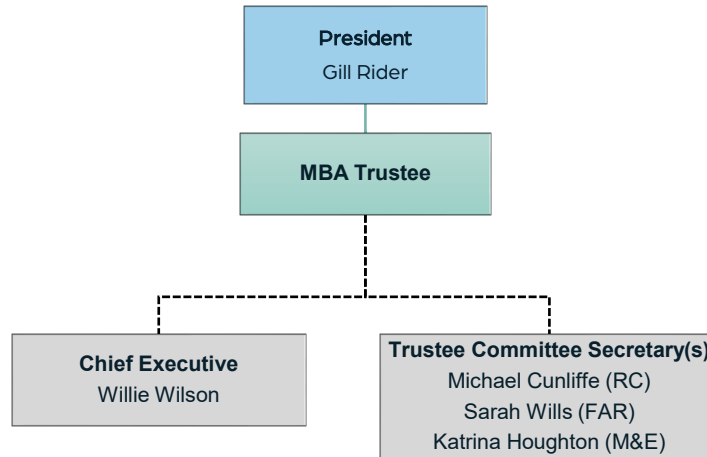 President
Gill Rider
MBA Trustee
Chief Executive
Willie Wilson
Trustee Committee Secretary(s)
Michael Cunliffe (RC)
Sarah Wills (FAR)
Katrina Houghton (M&E)